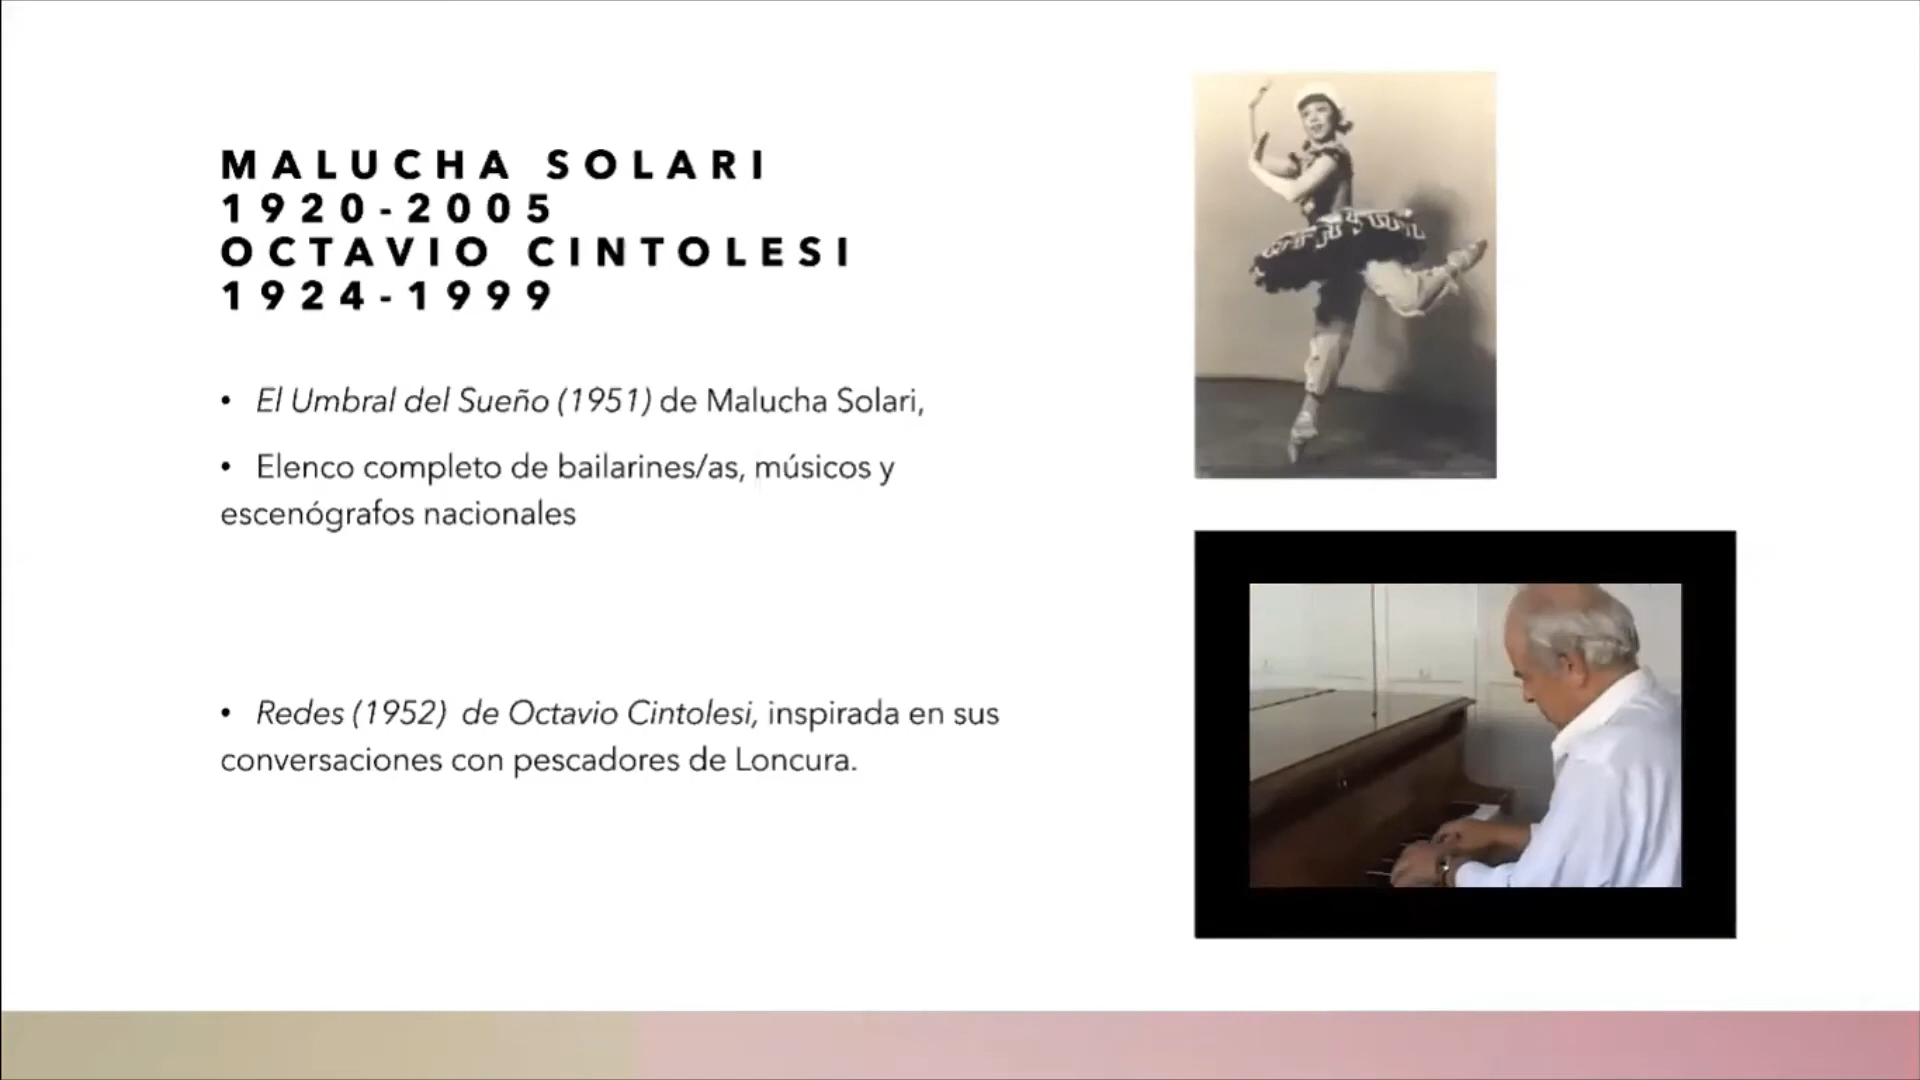 MALUCHA SOLARI
1920-2005
OCTAVIO CINTOLESI
1924-1999
• El Umbral del Sueño (1951) de Malucha Solari,
• Elenco completo de bailarines/as, músicos y
escenógrafos nacionales
• Redes (1952) de Octavio Cintolesi, inspirada en sus
conversaciones con pescadores de Loncura.